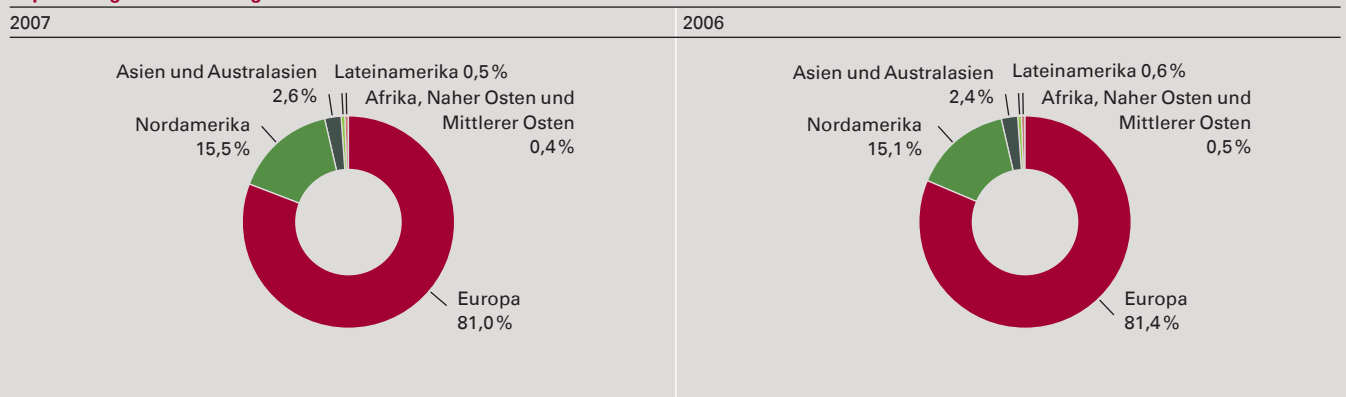 2007
Asien und Australasien
2,6%
Lateinamerika 0,5%
Afrika, Naher Osten und
Mittlerer Osten
0,4%
Nordamerika
15,5%
Europa
81,0%
2006
Asien und Australasien
2,4%
Lateinamerika 0,6%
Afrika, Naher Osten und
Mittlerer Osten
0,5%
Nordamerika
15,1%
Europa
81,4%